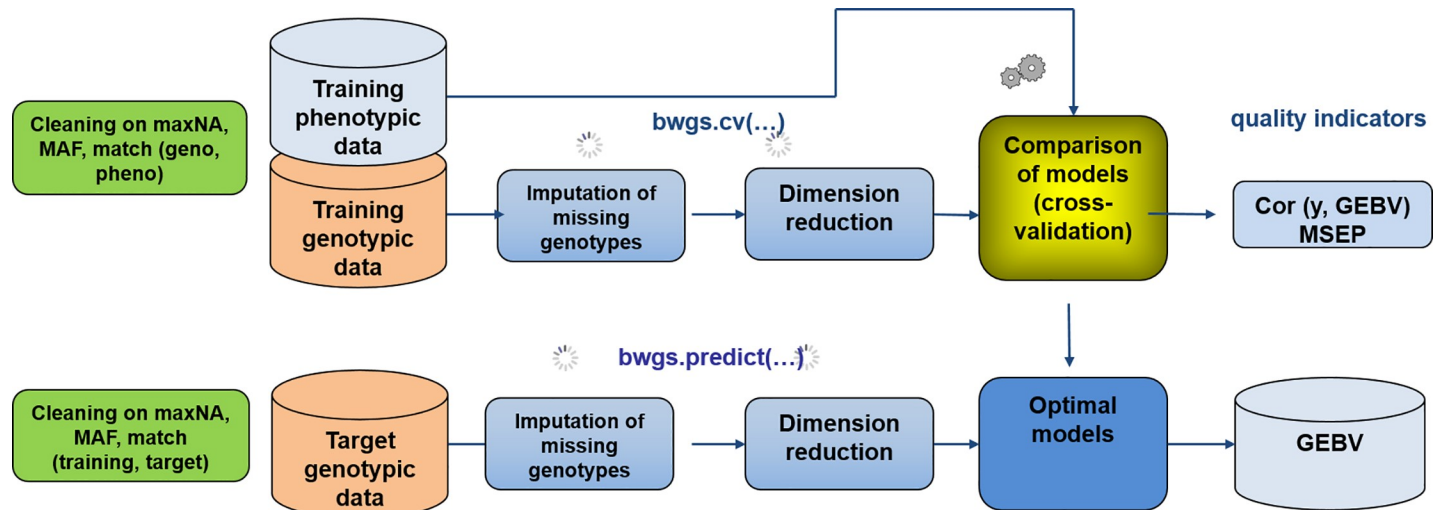 Training
phenotypic
data
Cleaning on maxNA,
MAF, match (geno,
pheno)
bwgs.cv(…)
quality indicators
Training
genotypic
data
Imputation of
missing
genotypes
Dimension
reduction
Comparison
of models
(cross-
validation)
Cor (y, GEBV)
MSEP
bwgs.predict(…)
Cleaning on maxNA,
MAF, match
(training, target)
Target
genotypic
data
Imputation of
missing
genotypes
Dimension
reduction
Optimal
models
GEBV